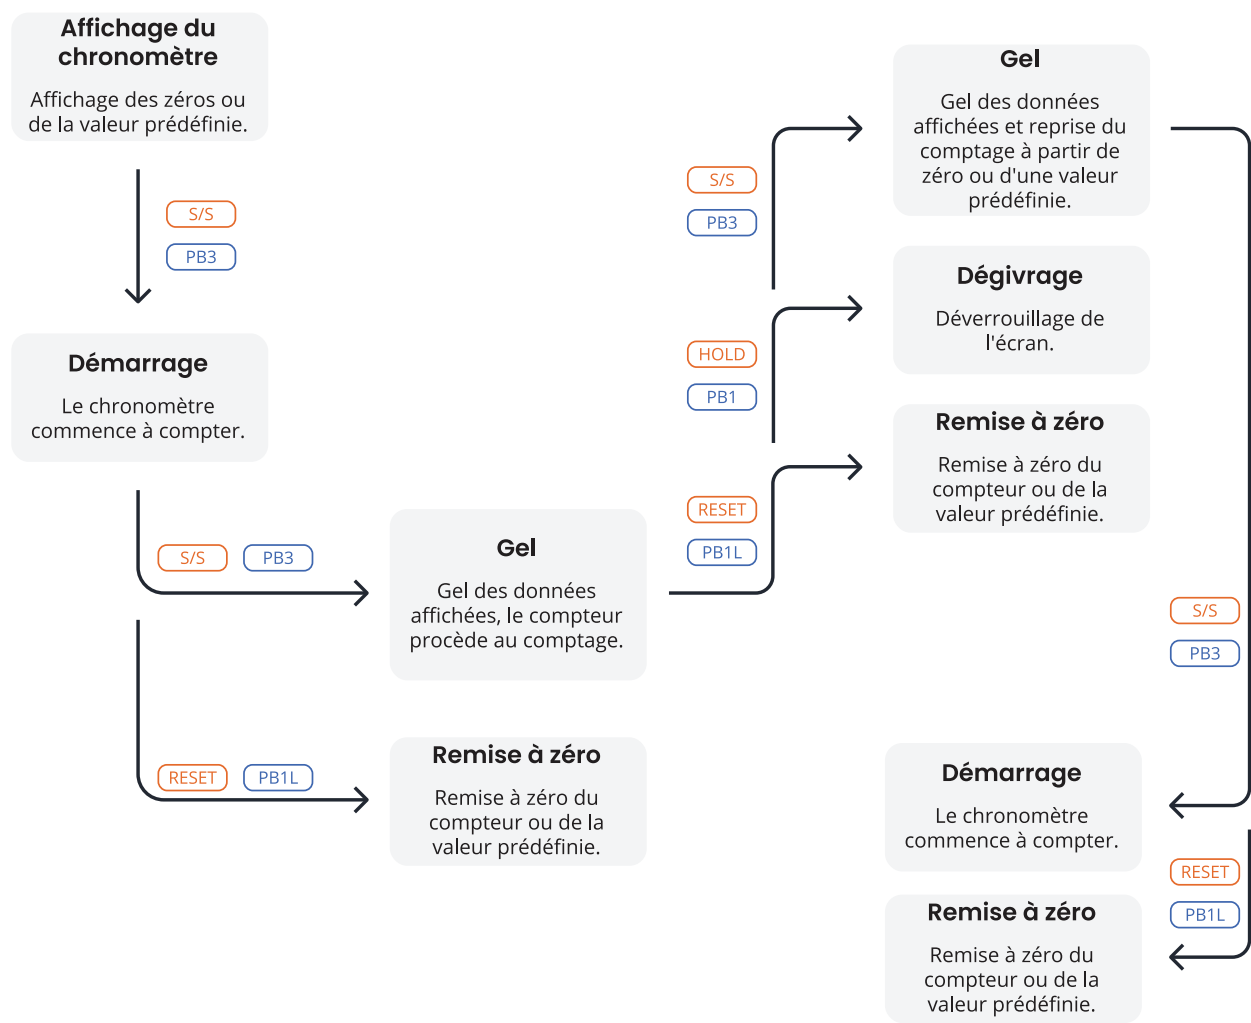 Affichage du
chronomètre
Affichage des zéros ou
de la valeur prédéfinie.
S/S
PB3
Démarrage
Le chronomètre
commence à compter.
S/S PB3
Gel
Gel des données
affichées, le compteur
procède au comptage.
RESET PB1L
Remise à zéro
Remise à zéro du
compteur ou de la
valeur prédéfinie.
S/S
PB3
Gel
Gel des données
affichées et reprise du
comptage à partir de
zéro ou d'une valeur
prédéfinie.
HOLD
PB1
Dégivrage
Déverrouillage de
l'écran.
RESET
PB1L
Remise à zéro
Remise à zéro du
compteur ou de la
valeur prédéfinie.
S/S
PB3
Démarrage
Le chronomètre
commence à compter.
RESET
PB1L
Remise à zéro
Remise à zéro du
compteur ou de la
valeur prédéfinie.